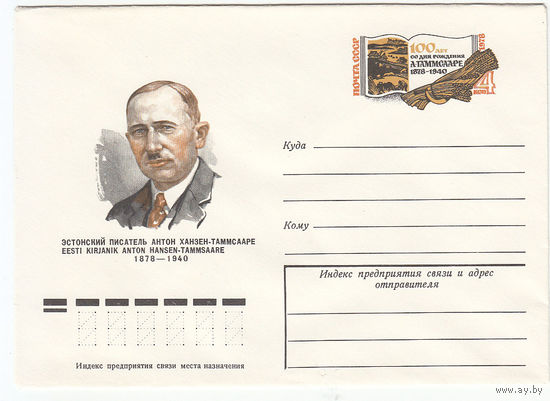 ПОЧТА СССР
100 ЛЕТ
СО ДНЯ РОЖДЕНИЯ
А.ТАММСААРЕ
1878-1940
1978
4
КОП
Куда
Кому
ЭСТОНСКИЙ ПИСАТЕЛЬ АНТОН ХАНЗЕН-ТАММСААРЕ
EESTI KIRJANIK ANTON HANSEN-TAMMSAARE
1878—1940
Индекс предприятия связи и адрес
отправителя
Индекс предприятия связи места назначения
www.ay.by